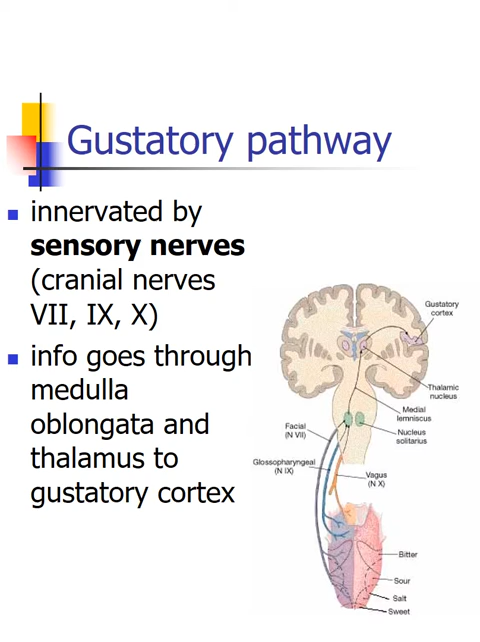 Gustatory pathway
innervated by
sensory nerves
(cranial nerves
VII, IX, X)
info goes through
medulla
oblongata and
thalamus to
gustatory cortex
Gustatory
cortex
Thalamic
nucleus
Medial
lemniscus
Facial
(N VII)
Nucleus
solitarius
Glossopharyngeal
(N IX)
Vagus
(N X)
Bitter
Sour
Salt
Sweet